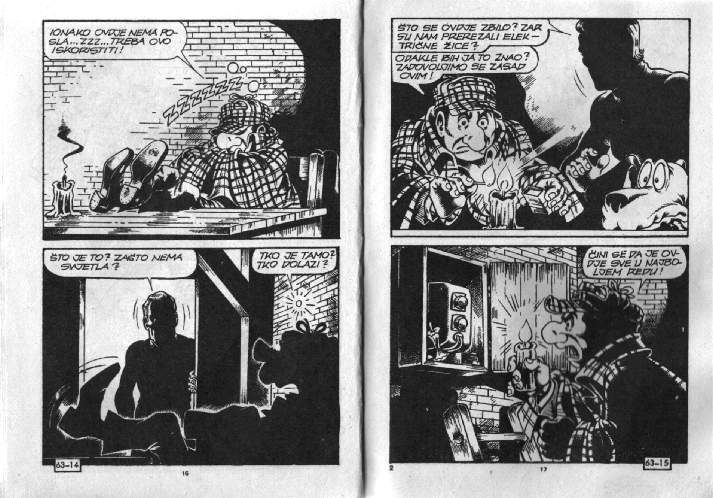 IONAKO OVDJE NEMA PO-
SLA...ZZZ...TREBA OVO
ISKORISTITI!
ZZZZZZZ
ŠTO JE TO? ZAŠTO NEMA
SVJETLA?
TKO JE TAMO?
TKO DOLAZI?
63-14
16
ŠTO SE OVDJE ZBILO? ZAR
SU NAM PREREZALI ELEK-
TRIČNE ŽICE?
ODAKLE BIH JA TO ZNAO?
ZADOVOLJIMO SE ZASAD
OVIM!
ČINI SE DA JE OV-
DJE SVE U NAJBO-
LJEM REDU!
2
17
63-15